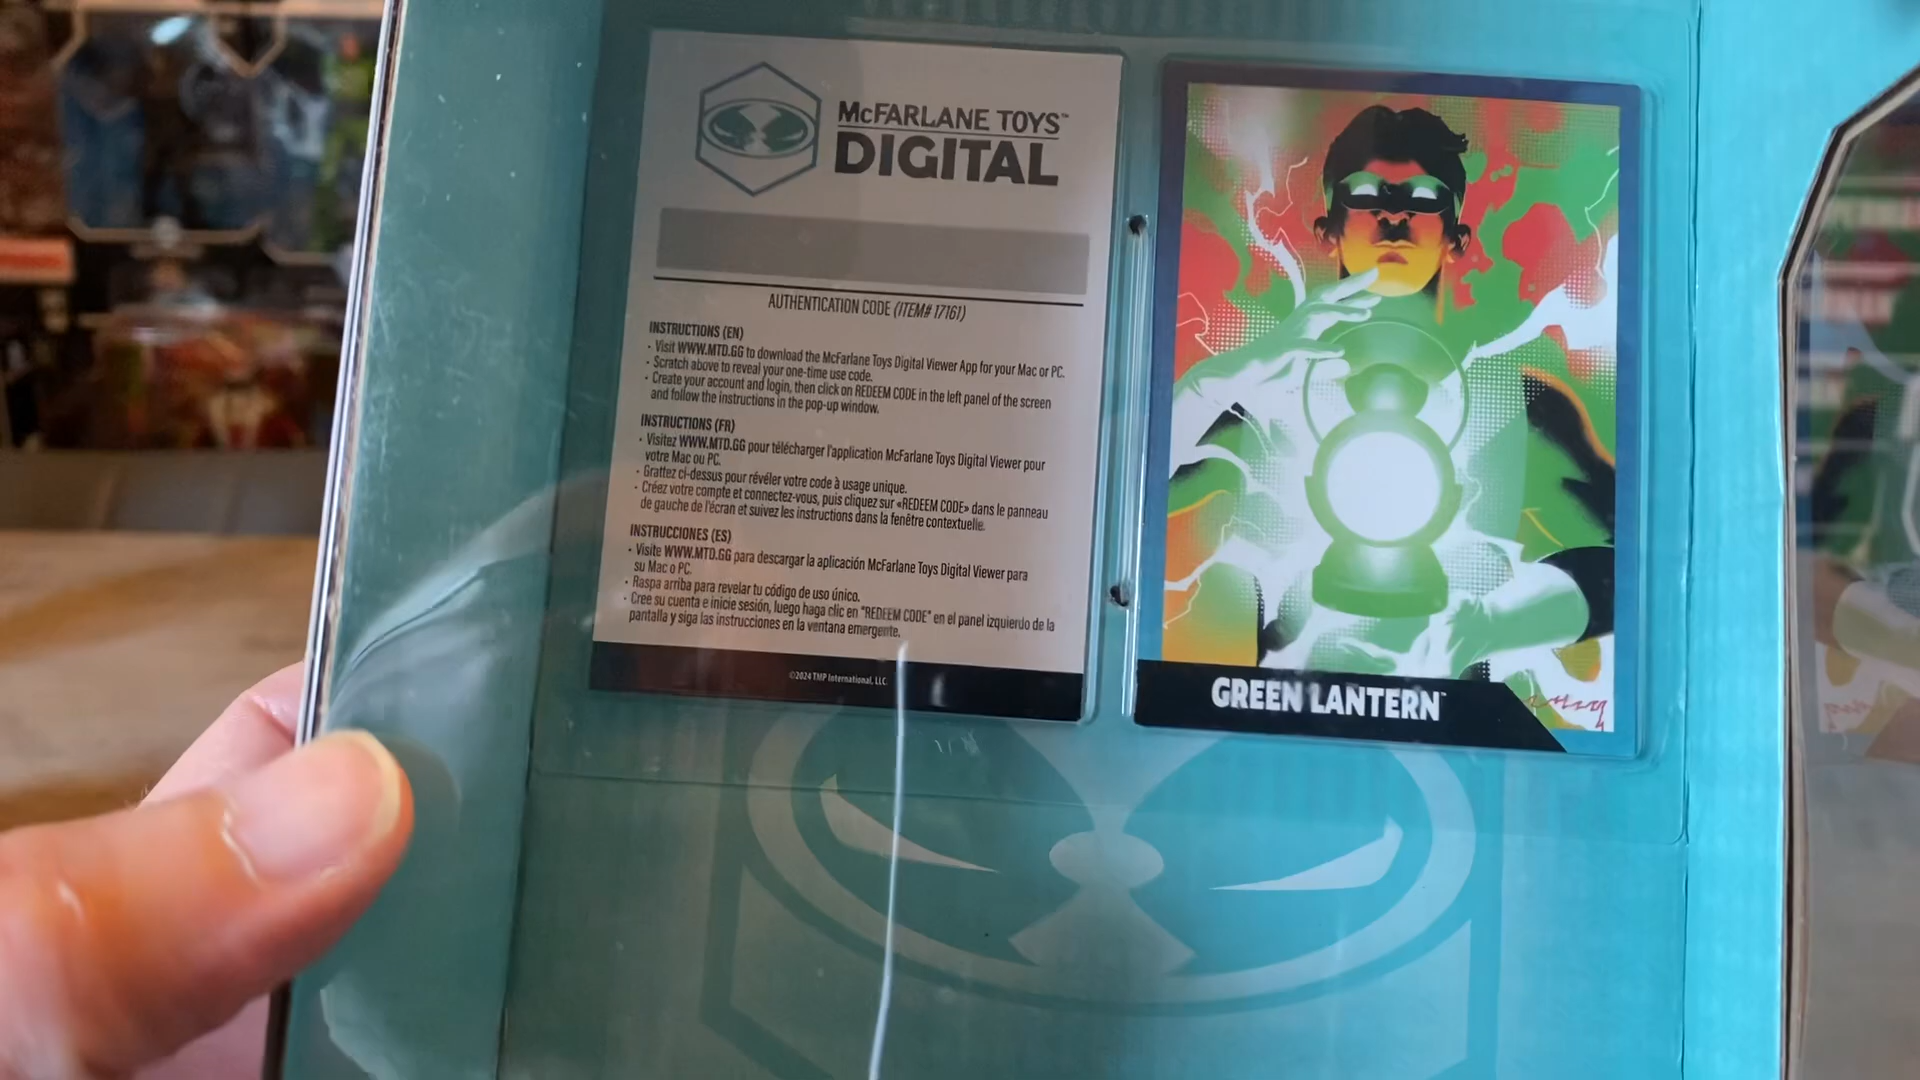 McFARLANE TOYS™
DIGITAL
AUTHENTICATION CODE (ITEM# 17161)
INSTRUCTIONS (EN)
· Visit WWW.MTD.GG to download the McFarlane Toys Digital Viewer App for your Mac or PC.
· Scratch above to reveal your one-time use code.
· Create your account and login, then click on REDEEM CODE in the left panel of the screen
and follow the instructions in the pop-up window.
INSTRUCTIONS (FR)
· Visitez WWW.MTD.GG pour télécharger l'application McFarlane Toys Digital Viewer pour
votre Mac ou PC.
· Grattez ci-dessus pour révéler votre code à usage unique.
· Créez votre compte et connectez-vous, puis cliquez sur «REDEEM CODE» dans le panneau
de gauche de l'écran et suivez les instructions dans la fenêtre contextuelle.
INSTRUCCIONES (ES)
· Visite WWW.MTD.GG para descargar la aplicación McFarlane Toys Digital Viewer para
su Mac o PC.
· Raspa arriba para revelar tu código de uso único.
· Cree su cuenta e inicie sesión, luego haga clic en "REDEEM CODE" en el panel izquierdo de la
pantalla y siga las instrucciones en la ventana emergente.
©2024 TMP International, LLC.
GREEN LANTERN™